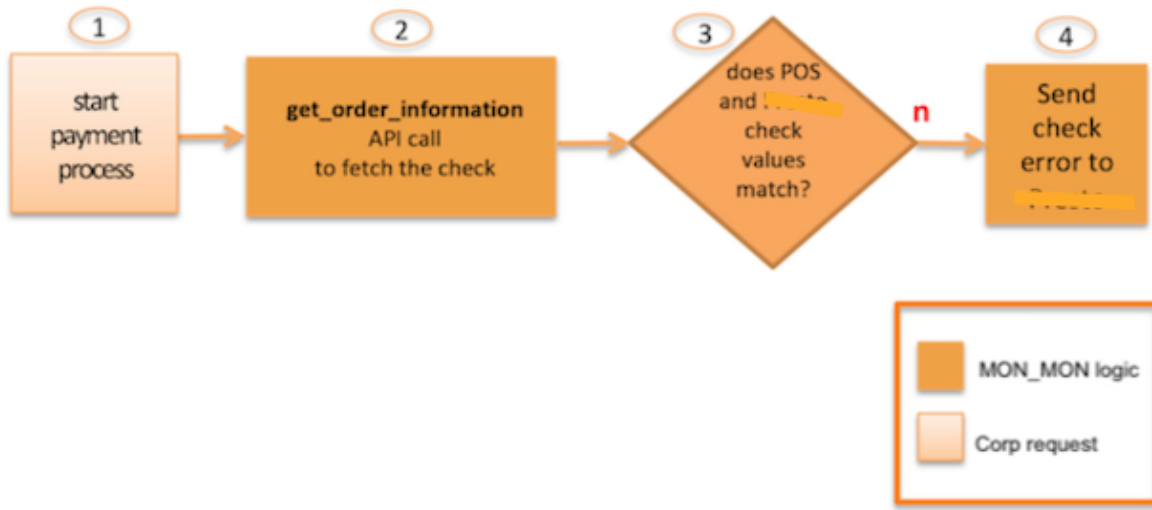 1
start
payment
process
2
get_order_information
API call
to fetch the check
3
does POS
and
check
values
match?
n
4
Send
check
error to
MON_MON logic
Corp request